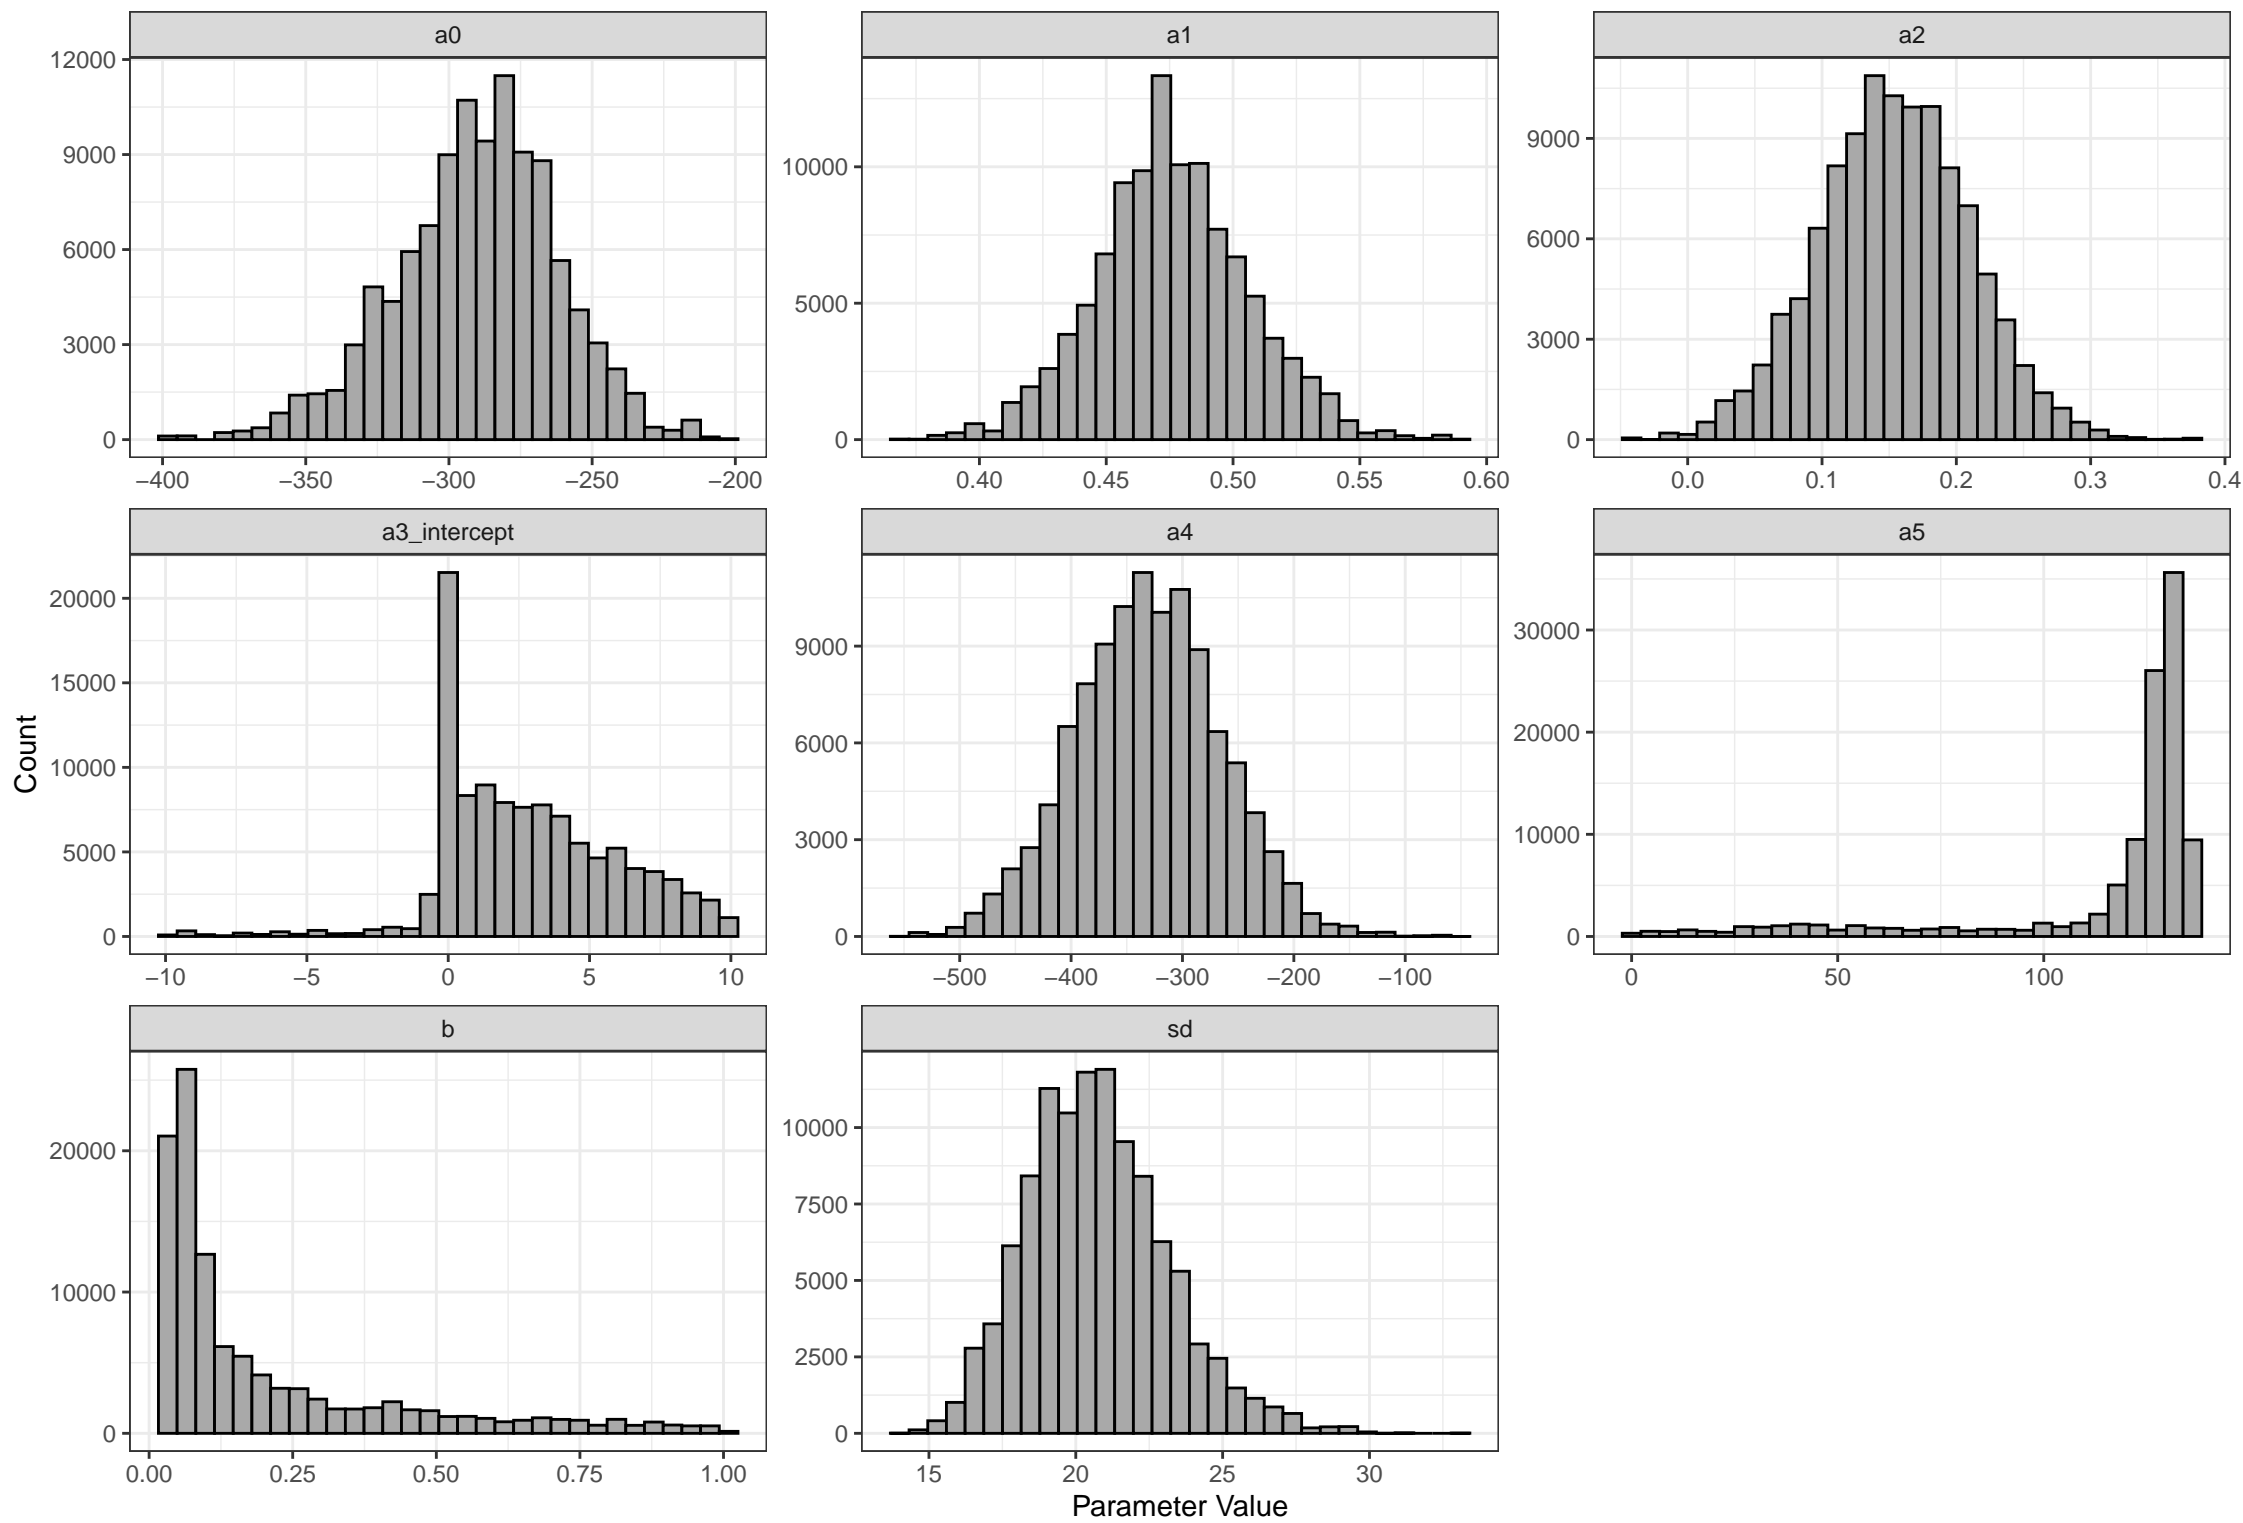 a0
a1
a2
12000
9000
6000
3000
0
10000
5000
0
9000
6000
3000
0
−400 −350 −300 −250 −200
0.40 0.45 0.50 0.55 0.60
0.0 0.1 0.2 0.3 0.4
a3_intercept
a4
a5
20000
15000
10000
5000
0
9000
6000
3000
0
30000
20000
10000
0
−10 −5 0 5 10
−500 −400 −300 −200 −100
0 50 100
Count
b
sd
20000
10000
0
10000
7500
5000
2500
0
0.00 0.25 0.50 0.75 1.00
15 20 25 30
Parameter Value